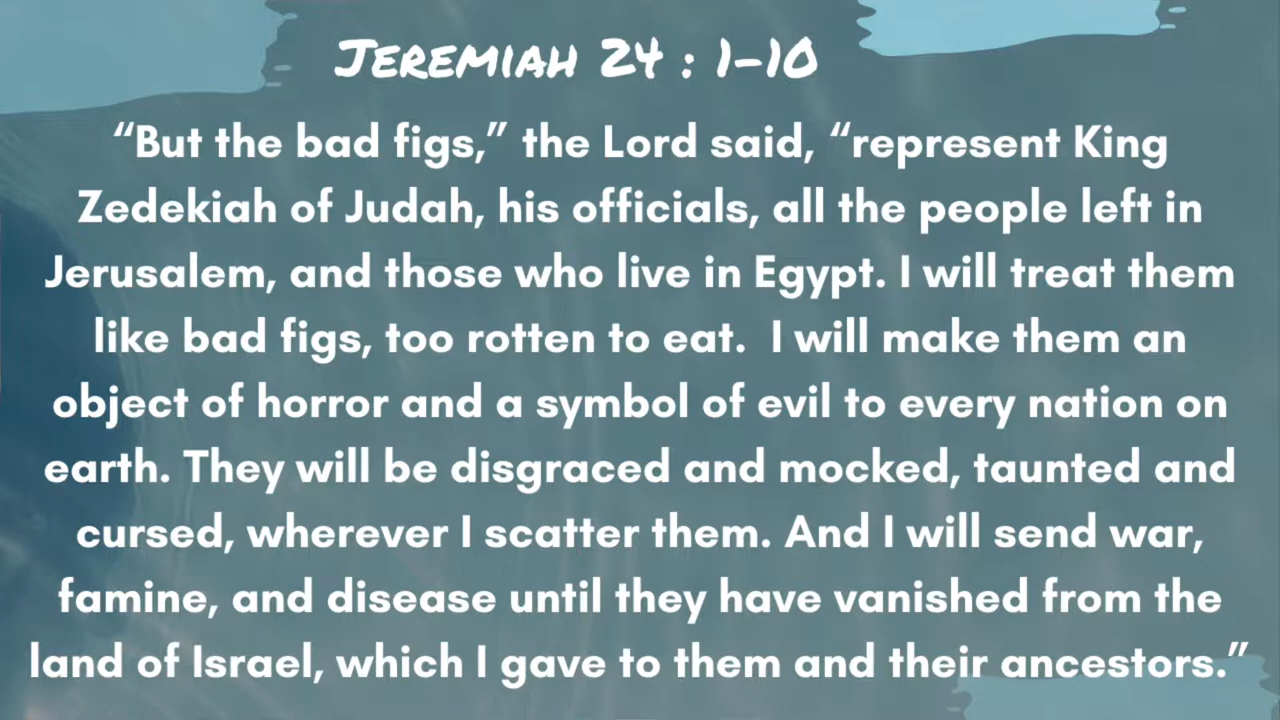 Jeremiah 24 : 1-10
“But the bad figs,” the Lord said, “represent King
Zedekiah of Judah, his officials, all the people left in
Jerusalem, and those who live in Egypt. I will treat them
like bad figs, too rotten to eat.  I will make them an
object of horror and a symbol of evil to every nation on
earth. They will be disgraced and mocked, taunted and
cursed, wherever I scatter them. And I will send war,
famine, and disease until they have vanished from the
land of Israel, which I gave to them and their ancestors.”